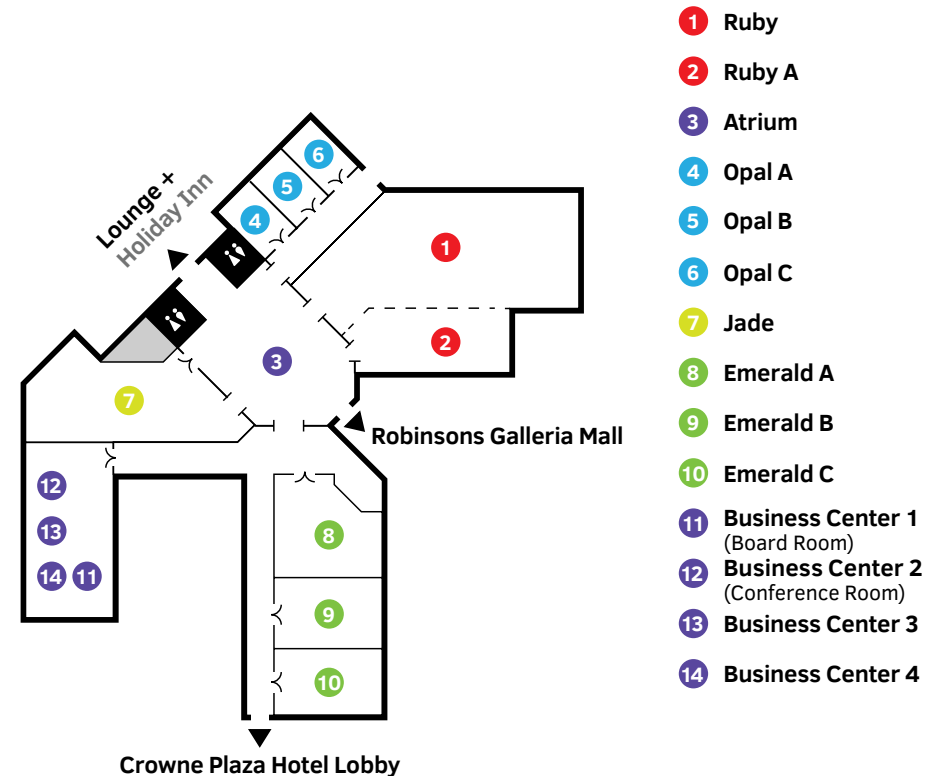 1 Ruby
2 Ruby A
3 Atrium
4 Opal A
5 Opal B
6 Opal C
7 Jade
8 Emerald A
9 Emerald B
10 Emerald C
11 Business Center 1
(Board Room)
12 Business Center 2
(Conference Room)
13 Business Center 3
14 Business Center 4
Lounge +
Holiday Inn
6
5
4
1
2
3
7
Robinsons Galleria Mall
12
13
14 11
8
9
10
Crowne Plaza Hotel Lobby